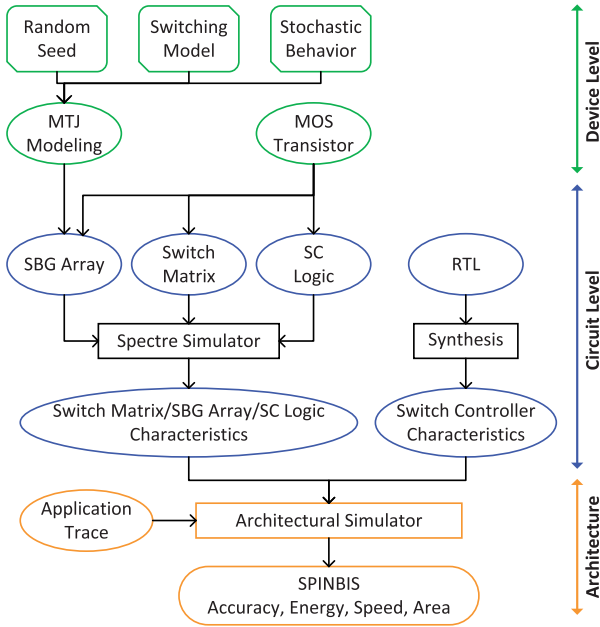 Random
Seed
Switching
Model
Stochastic
Behavior
MTJ
Modeling
MOS
Transistor
Device Level
SBG Array
Switch
Matrix
SC
Logic
RTL
Spectre Simulator
Synthesis
Switch Matrix/SBG Array/SC Logic
Characteristics
Switch Controller
Characteristics
Circuit Level
Application
Trace
Architectural Simulator
SPINBIS
Accuracy, Energy, Speed, Area
Architecture